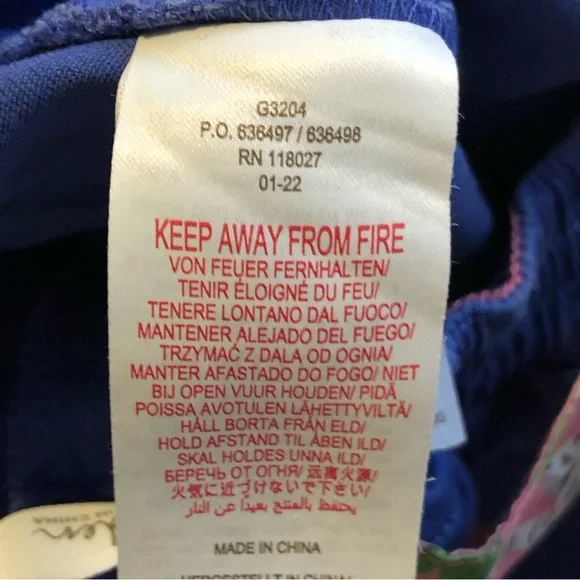 G3204
P.O. 636497 / 636498
RN 118027
01-22
KEEP AWAY FROM FIRE
VON FEUER FERNHALTEN/
TENIR ÉLOIGNÉ DU FEU/
TENERE LONTANO DAL FUOCO/
MANTENER ALEJADO DEL FUEGO/
TRZYMAĆ Z DALA OD OGNIA/
MANTER AFASTADO DO FOGO/ NIET
BIJ OPEN VUUR HOUDEN/ PIDÄ
POISSA AVOTULEN LÄHETTYVILTÄ/
HÅLL BORTA FRÅN ELD/
HOLD AFSTAND TIL ÅBEN ILD/
SKAL HOLDES UNNA ILD/
БЕРЕЧЬ ОТ ОГНЯ/ 远离火源/
火気に近づけないで下さい/
يحتفظ بالمنتج بعيداً عن النار
MADE IN CHINA
HERGESTELLT IN CHINA/